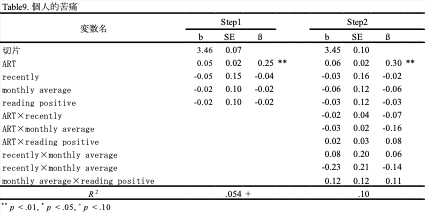 Table9. 個人的苦痛
変数名 Step1 Step2
b SE ß b SE ß
切片 3.46 0.07 3.45 0.10
ART 0.05 0.02 0.25 ** 0.06 0.02 0.30 **
recently -0.05 0.15 -0.04 -0.03 0.16 -0.02
monthly average -0.02 0.10 -0.02 -0.06 0.12 -0.06
reading positive -0.02 0.10 -0.02 -0.03 0.12 -0.03
ART×recently -0.02 0.04 -0.07
ART×monthly average -0.03 0.02 -0.16
ART×reading positive 0.02 0.03 0.08
recently×monthly average 0.08 0.20 0.06
recently×monthly average -0.23 0.21 -0.14
monthly average×reading positive 0.12 0.12 0.11
R² .054 + .10
** p <.01, * p <.05, + p <.10